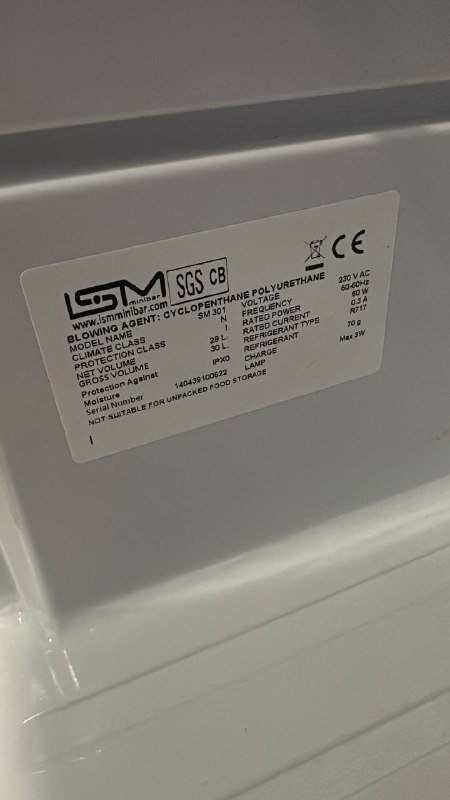 ISM minibar SGS CB CE
www.ismminibar.com
BLOWING AGENT: CYCLOPENTHANE POLYURETHANE
MODEL NAME SM 301 VOLTAGE 230 V AC
CLIMATE CLASS N FREQUENCY 50-60Hz
PROTECTION CLASS I RATED POWER 60 W
NET VOLUME 28 L. RATED CURRENT 0.3 A
GROSS VOLUME 30 L. REFRIGERANT TYPE R717
Protection Against Moisture IPX0 REFRIGERANT CHARGE 70 g
Serial Number 140439100622 LAMP Max 3W
NOT SUITABLE FOR UNPACKED FOOD STORAGE
I